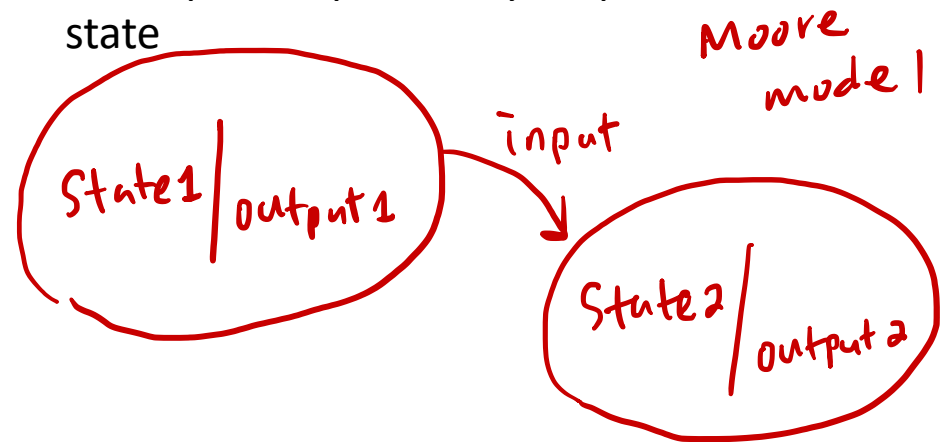 state
Moore
model
input
State1/
output1
State2/
output2